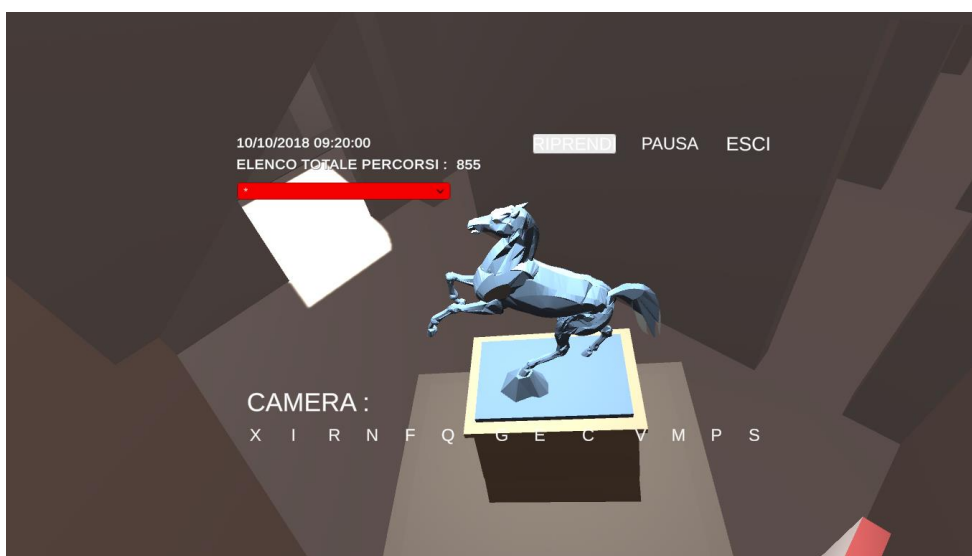 10/10/2018 09:20:00
RIPRENDI PAUSA ESCI
ELENCO TOTALE PERCORSI : 855
*
CAMERA :
X I R N F Q G E C V M P S